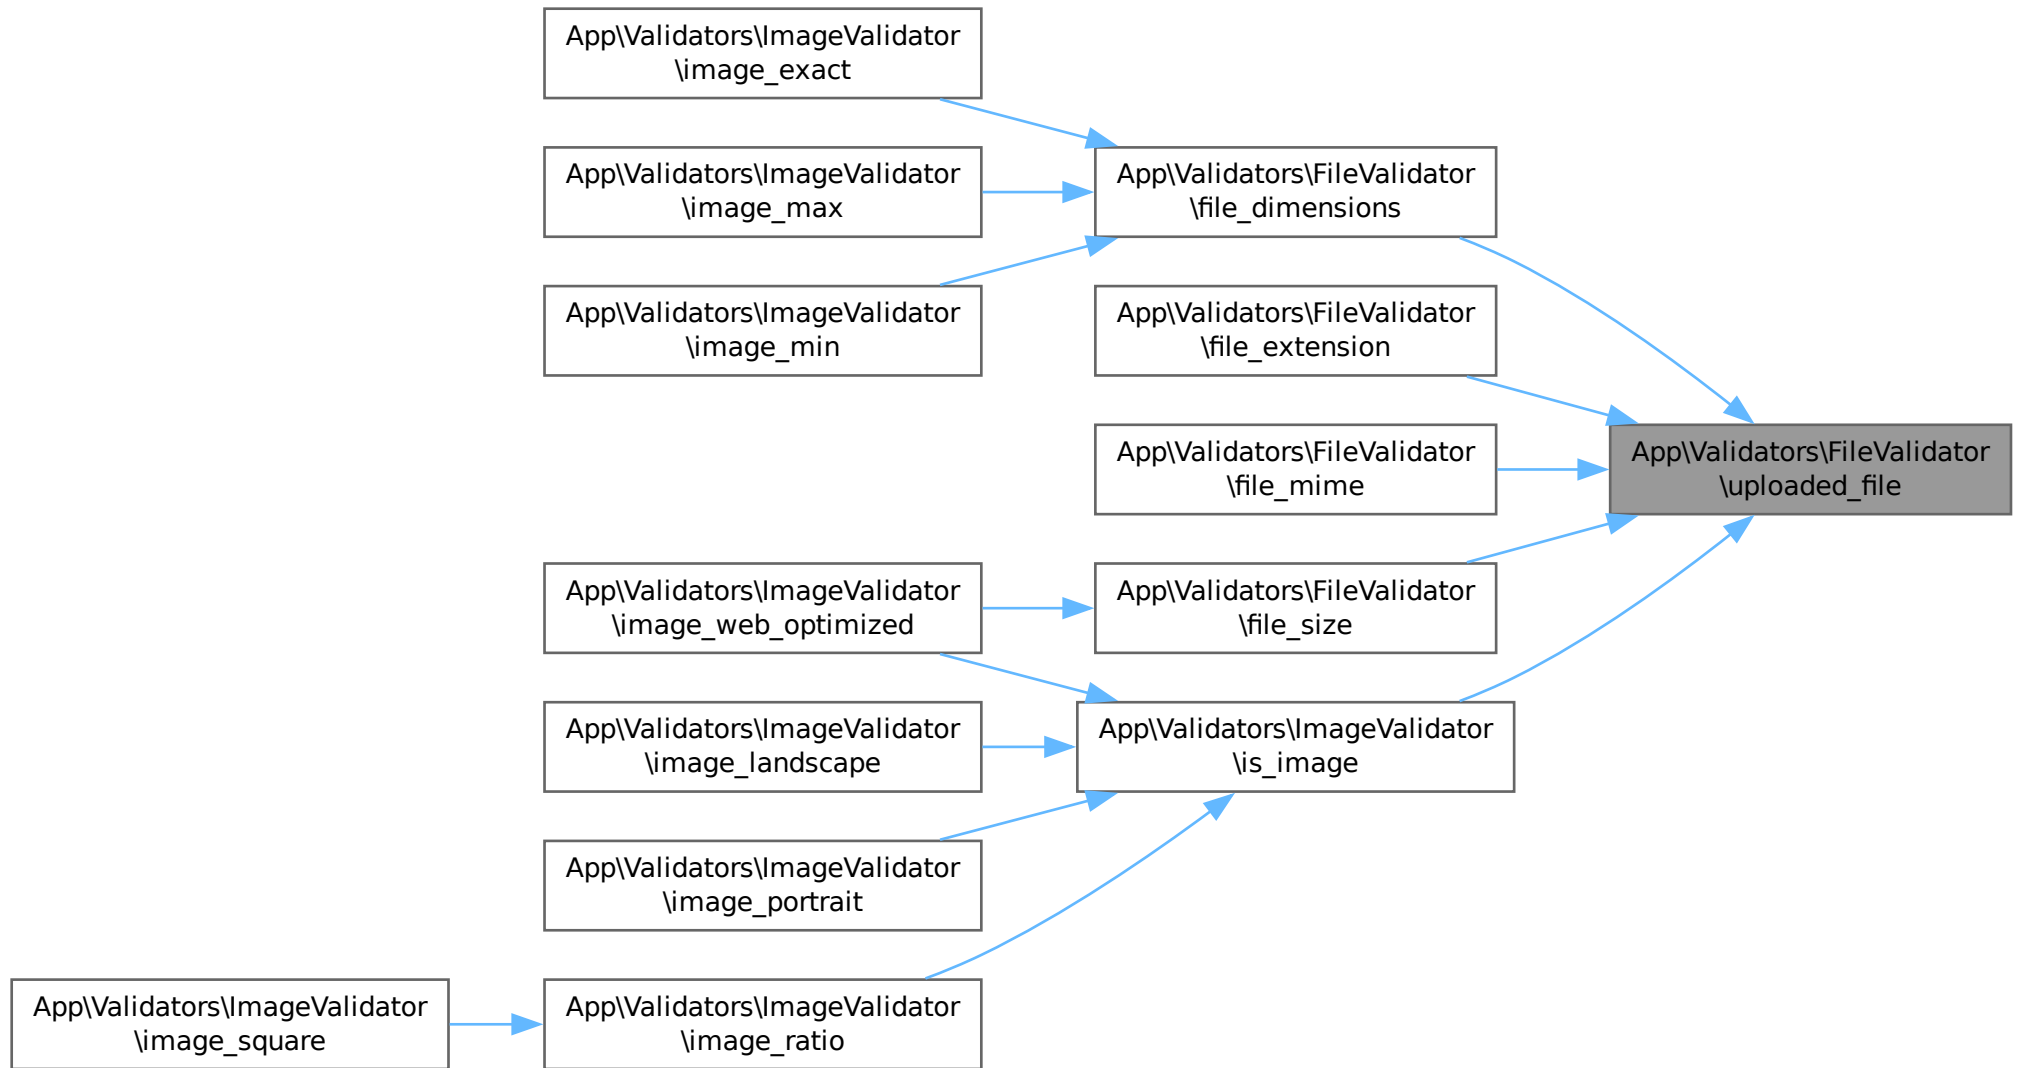 App\Validators\ImageValidator
\image_exact
App\Validators\ImageValidator
\image_max
App\Validators\FileValidator
\file_dimensions
App\Validators\ImageValidator
\image_min
App\Validators\FileValidator
\file_extension
App\Validators\FileValidator
\file_mime
App\Validators\FileValidator
\uploaded_file
App\Validators\ImageValidator
\image_web_optimized
App\Validators\FileValidator
\file_size
App\Validators\ImageValidator
\image_landscape
App\Validators\ImageValidator
\is_image
App\Validators\ImageValidator
\image_portrait
App\Validators\ImageValidator
\image_square
App\Validators\ImageValidator
\image_ratio